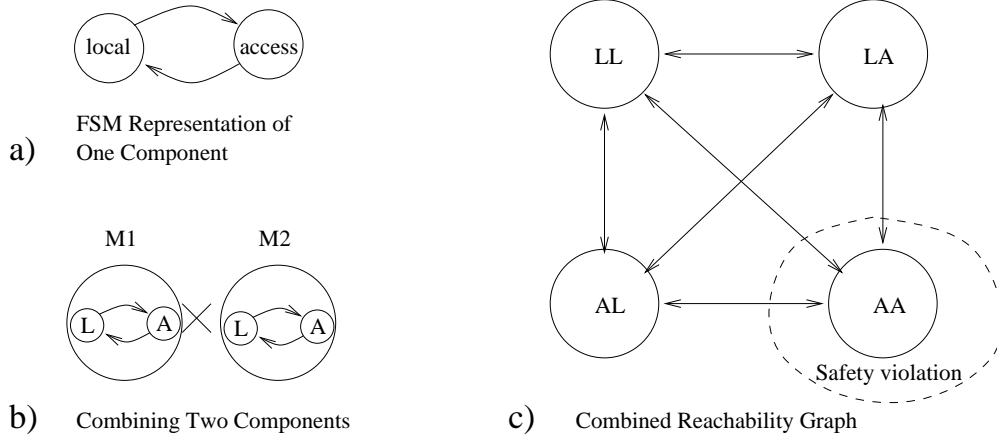 local
access
FSM Representation of
a)
One Component
M1
M2
L
A
L
A
b)
Combining Two Components
LL
LA
AL
AA
Safety violation
c)
Combined Reachability Graph